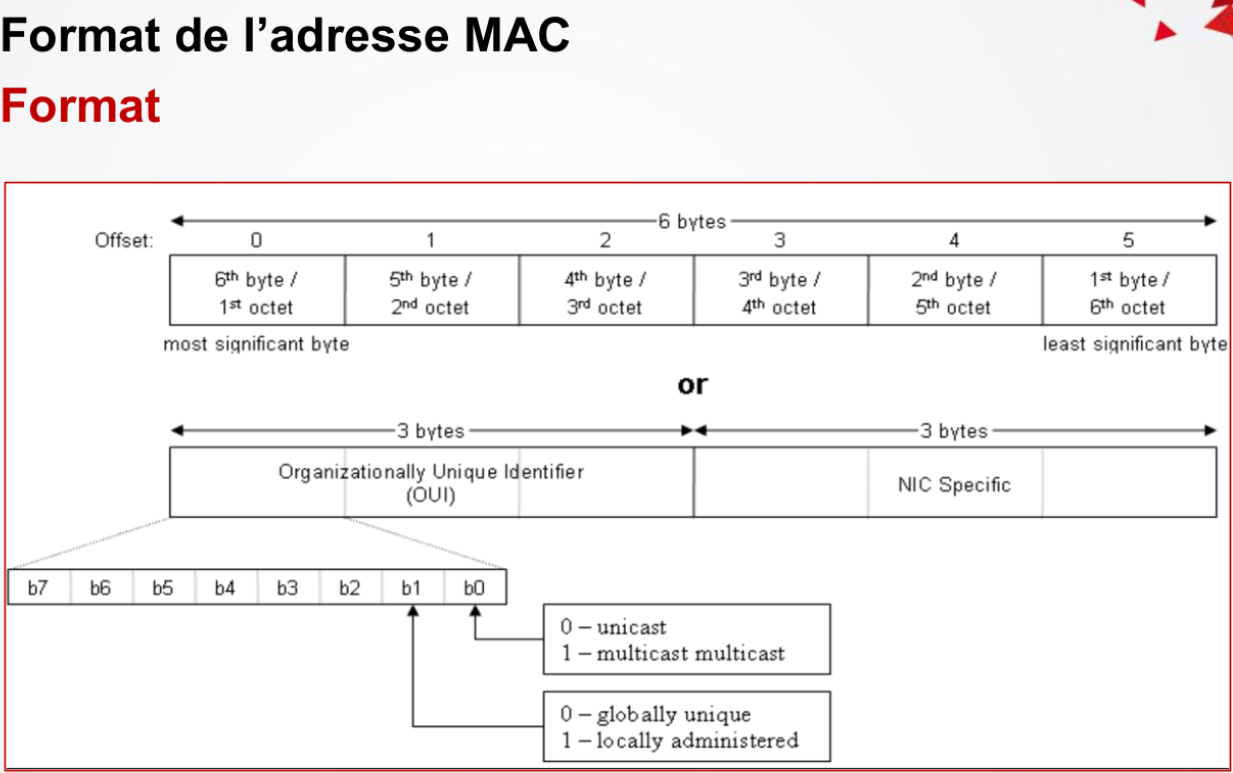 Format de l’adresse MAC
Format
6 bytes
Offset: 0 1 2 3 4 5
6th byte / 5th byte / 4th byte / 3rd byte / 2nd byte / 1st byte /
1st octet 2nd octet 3rd octet 4th octet 5th octet 6th octet
most significant byte least significant byte
or
3 bytes 3 bytes
Organizationally Unique Identifier
(OUI)
NIC Specific
b7 b6 b5 b4 b3 b2 b1 b0
0 – unicast
1 – multicast multicast
0 – globally unique
1 – locally administered